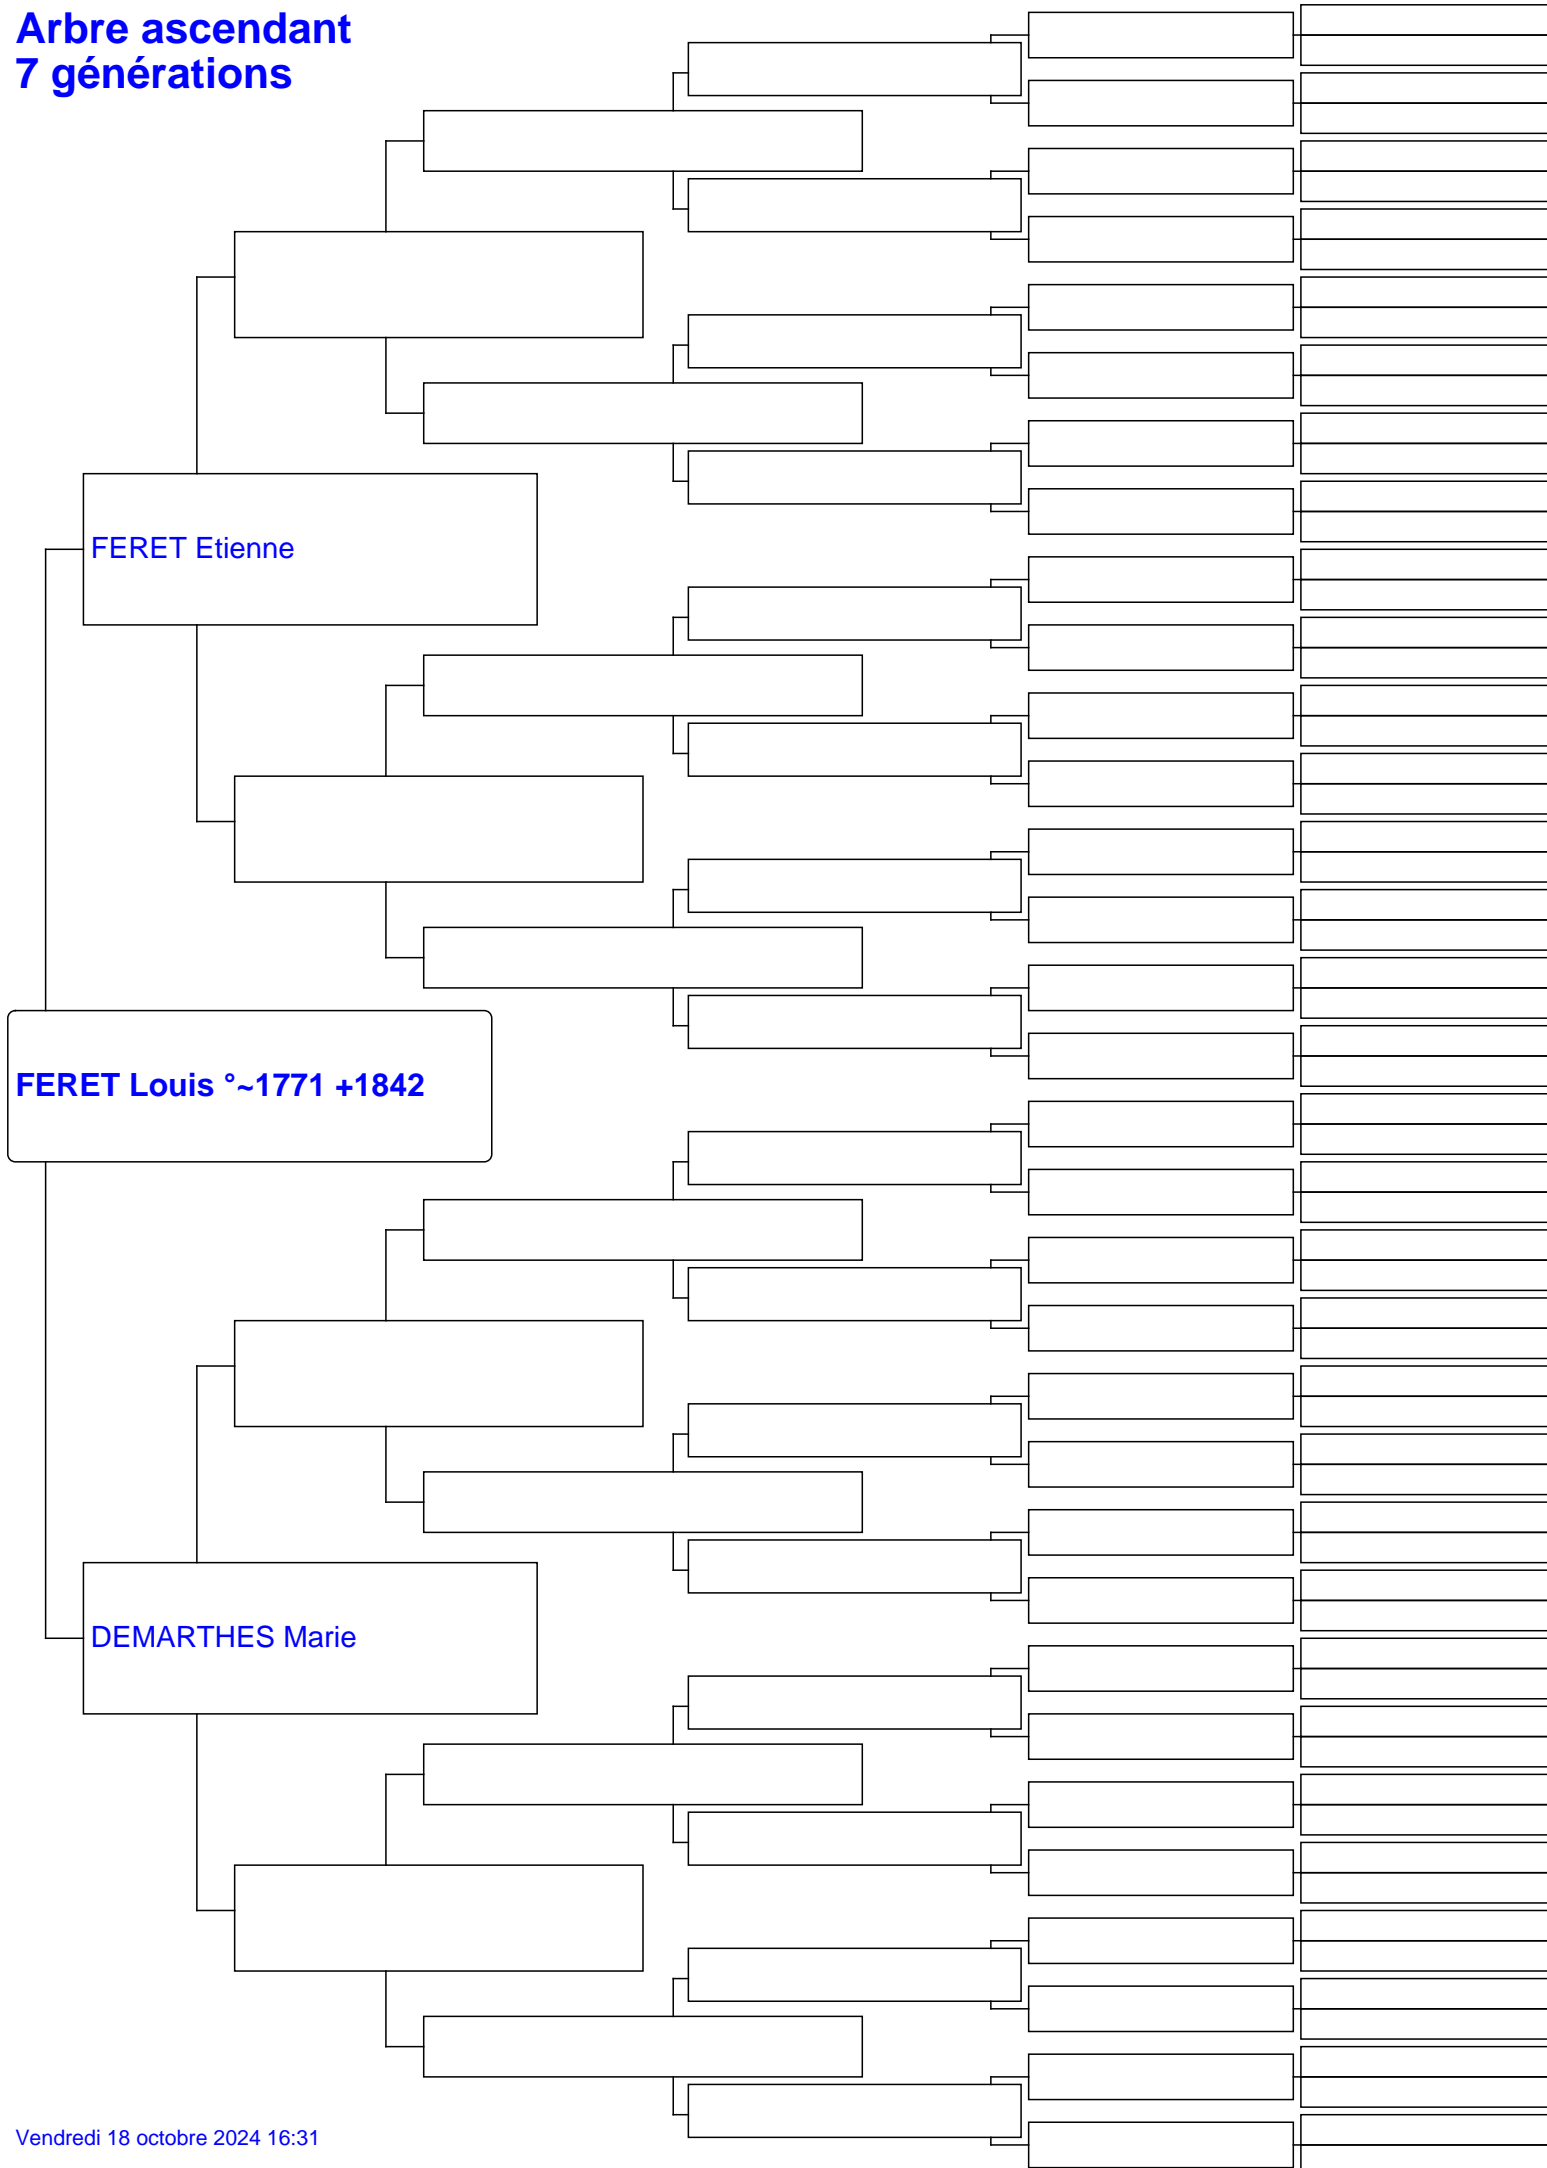 Arbre ascendant
7 générations
FERET Etienne
FERET Louis °~1771 +1842
DEMARTHES Marie
Vendredi 18 octobre 2024 16:31